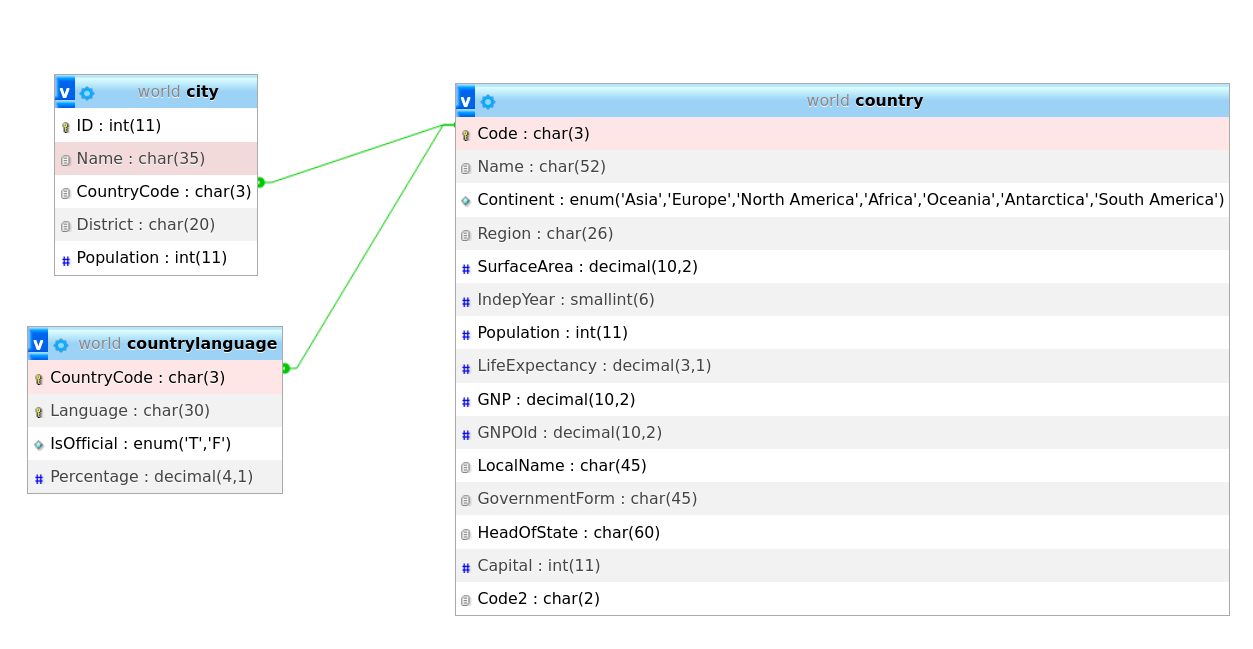 v world city
ID : int(11)
Name : char(35)
CountryCode : char(3)
District : char(20)
# Population : int(11)
v world countrylanguage
CountryCode : char(3)
Language : char(30)
IsOfficial : enum('T','F')
# Percentage : decimal(4,1)
v world country
Code : char(3)
Name : char(52)
Continent : enum('Asia','Europe','North America','Africa','Oceania','Antarctica','South America')
Region : char(26)
# SurfaceArea : decimal(10,2)
# IndepYear : smallint(6)
# Population : int(11)
# LifeExpectancy : decimal(3,1)
# GNP : decimal(10,2)
# GNPOld : decimal(10,2)
LocalName : char(45)
GovernmentForm : char(45)
HeadOfState : char(60)
# Capital : int(11)
Code2 : char(2)